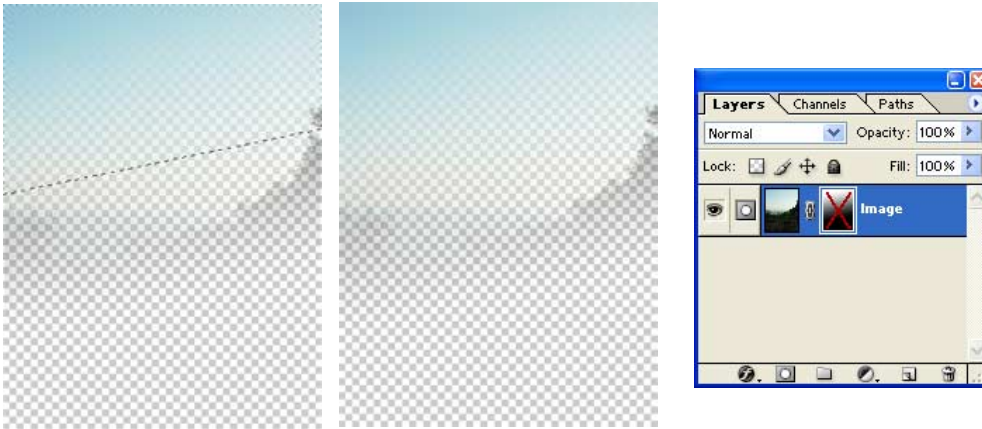 Layers Channels Paths
Normal Opacity: 100%
Lock: Fill: 100%
Image